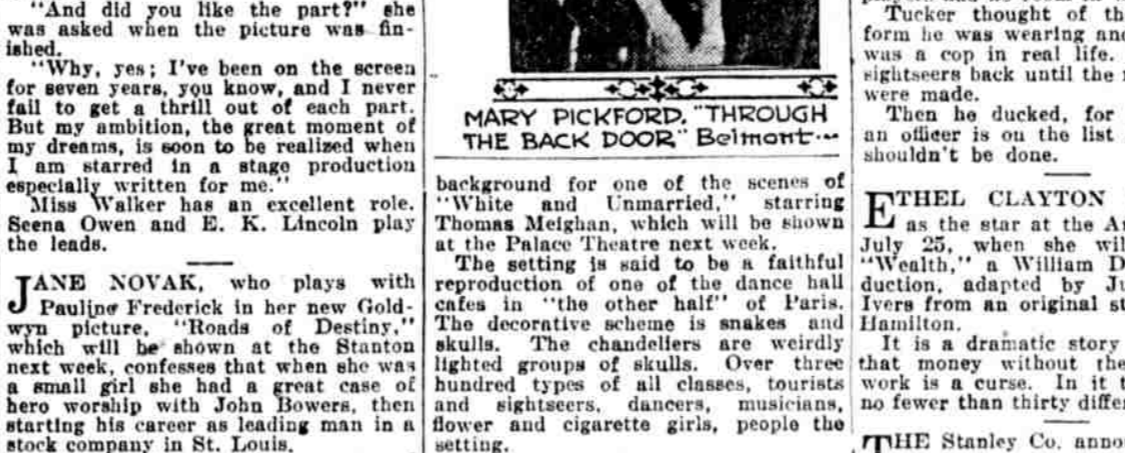 "And did you like the part?" she
was asked when the picture was fin-
ished.
"Why, yes; I've been on the screen
for seven years, you know, and I never
fail to get a thrill out of each part.
But my ambition, the great moment of
my dreams, is soon to be realized when
I am starred in a stage production
especially written for me."
Miss Walker has an excellent role.
Seena Owen and E. K. Lincoln play
the leads.
JANE NOVAK, who plays with
Pauline Frederick in her new Gold-
wyn picture, "Roads of Destiny,"
which will be shown at the Stanton
next week, confesses that when she was
a small girl she had a great case of
hero worship with John Bowers, then
starting his career as leading man in a
stock company in St. Louis.
MARY PICKFORD. "THROUGH
THE BACK DOOR" Belmont
background for one of the scenes of
"White and Unmarried," starring
Thomas Meighan, which will be shown
at the Palace Theatre next week.
The setting is said to be a faithful
reproduction of one of the dance hall
cafes in "the other half" of Paris.
The decorative scheme is snakes and
skulls. The chandeliers are weirdly
lighted groups of skulls. Over three
hundred types of all classes, tourists
and sightseers, dancers, musicians,
flower and cigarette girls, people the
setting.
Tucker thought of
form he was wearing
was a cop in real life.
sightseers back until the
were made.
Then he ducked, for
an officer is on the list
shouldn't be done.
ETHEL CLAYTON
as the star at the
July 25, when she
"Wealth," a William
duction, adapted by
Ivers from an original
Hamilton.
It is a dramatic story
that money without
work is a curse. In it
no fewer than thirty
THE Stanley Co.